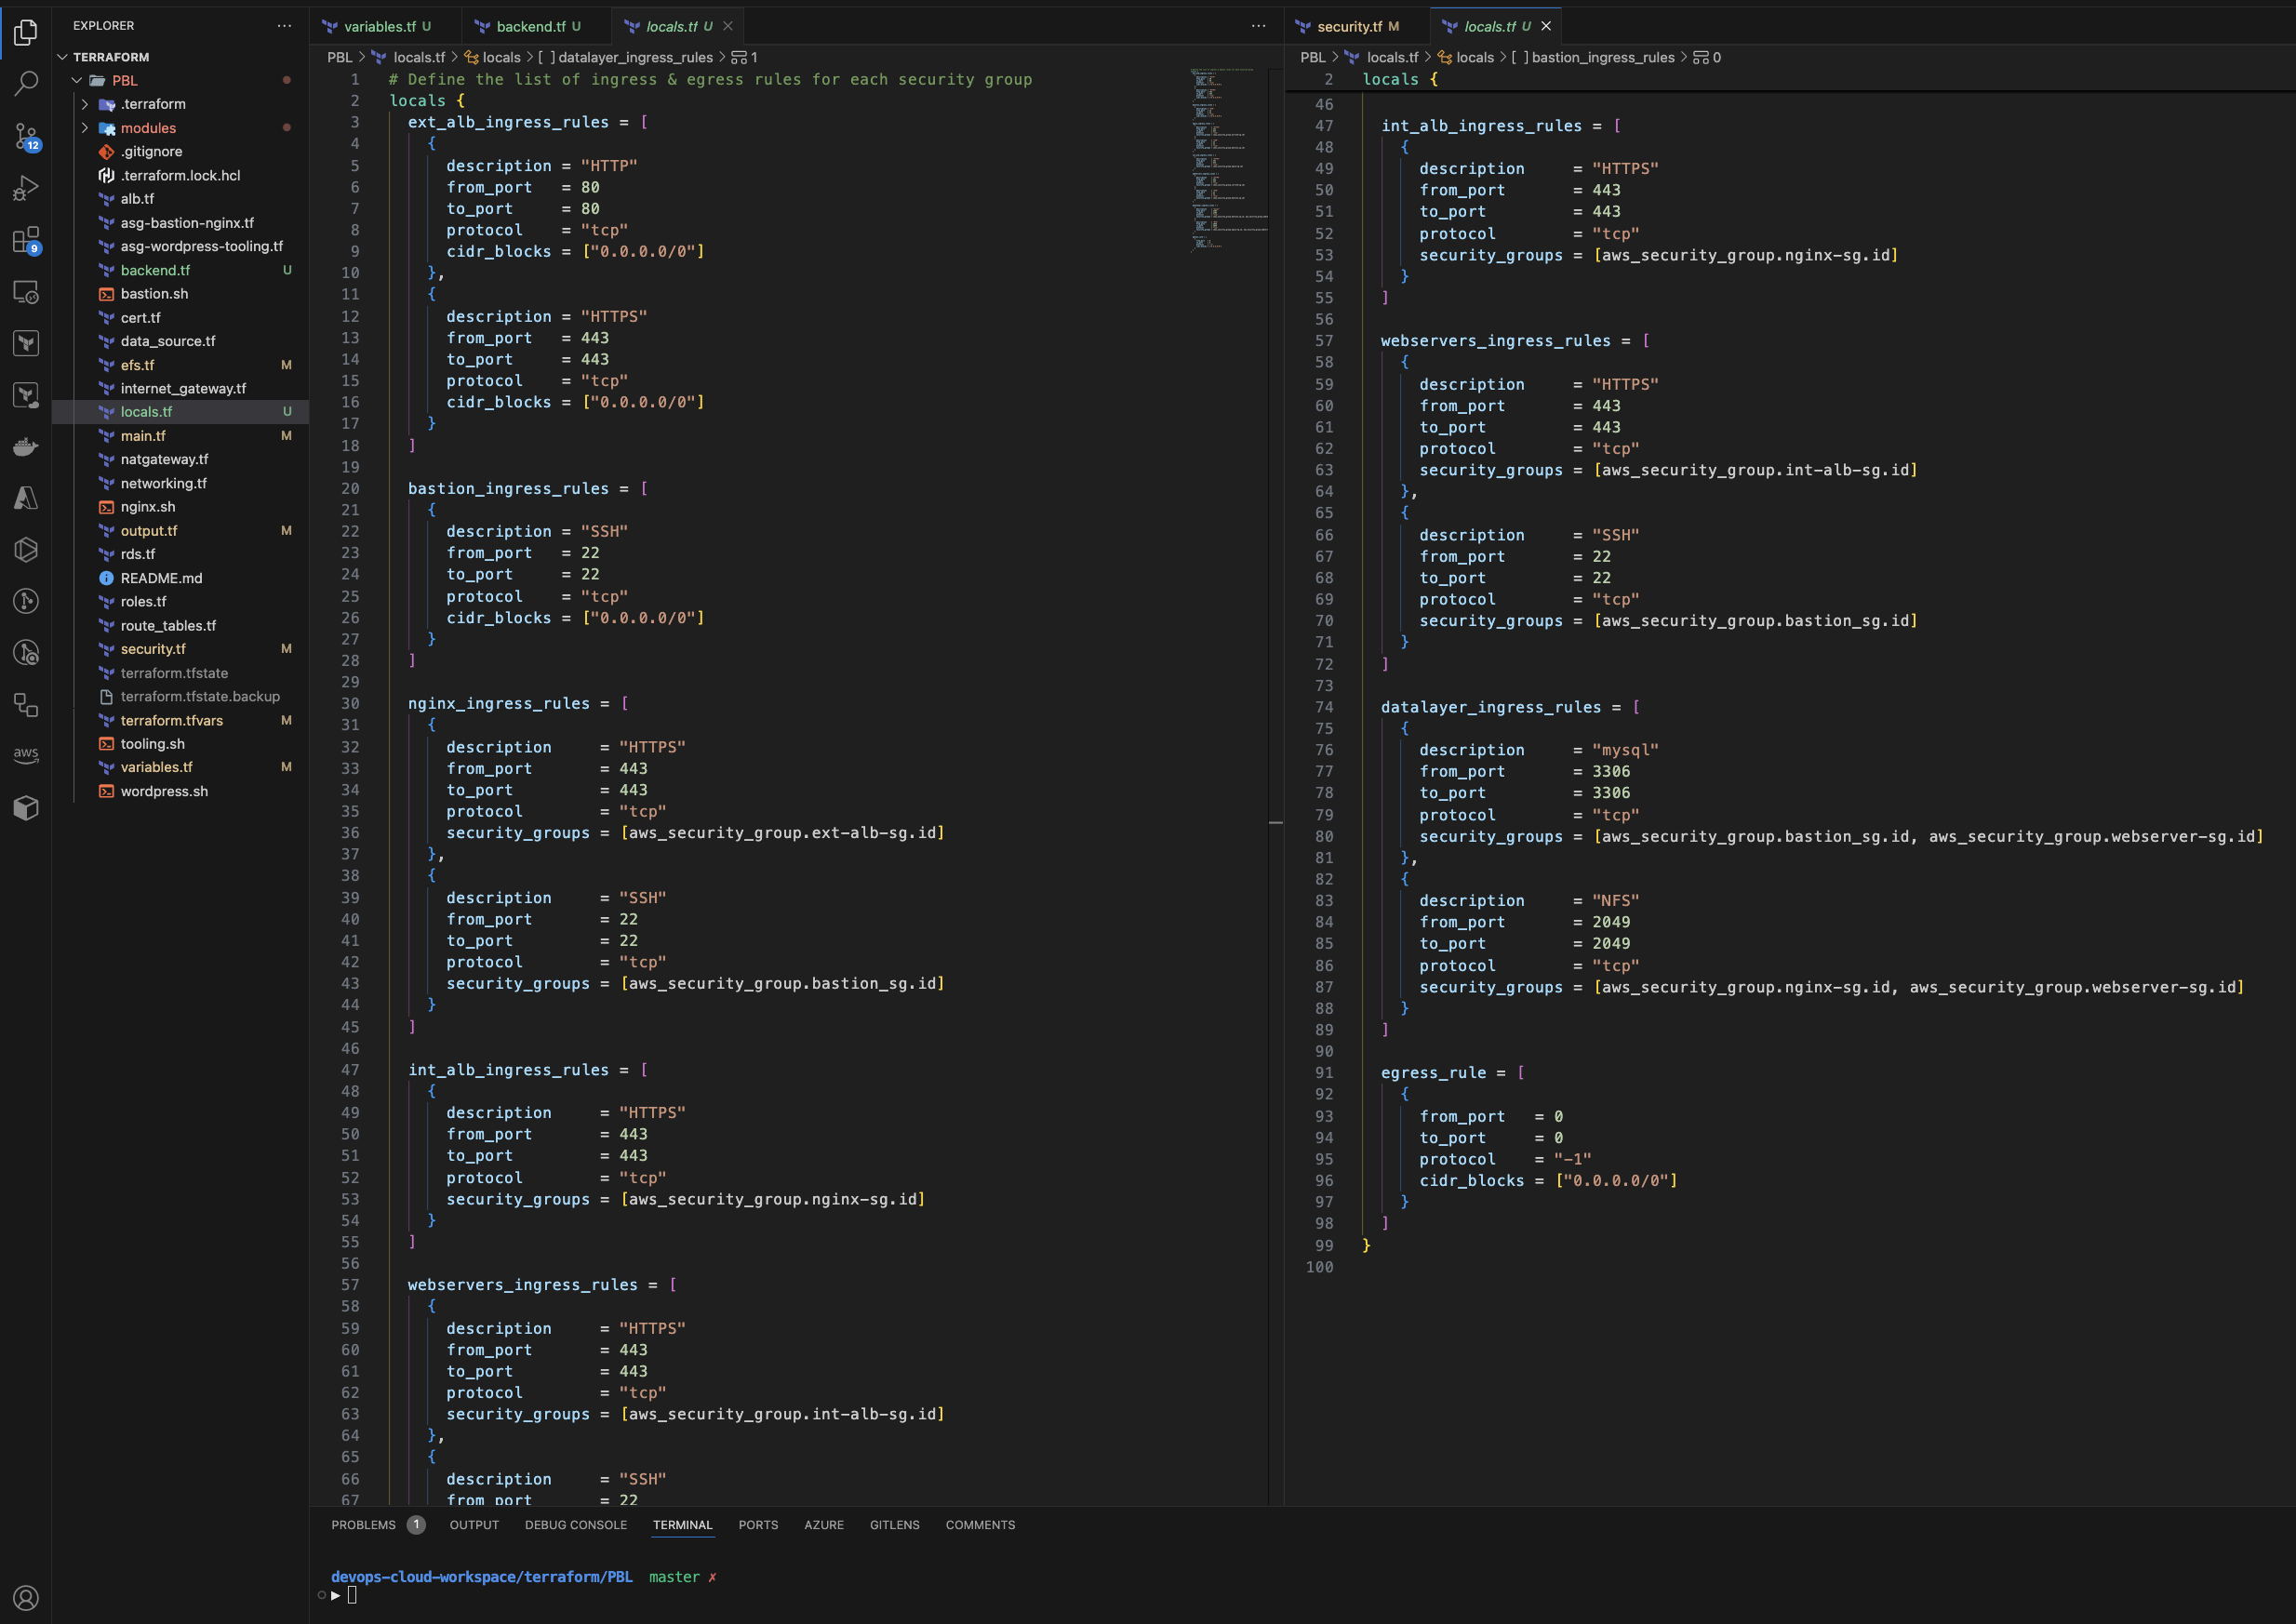 EXPLORER
TERRAFORM
PBL
.terraform
modules
.gitignore
.terraform.lock.hcl
alb.tf
asg-bastion-nginx.tf
asg-wordpress-tooling.tf
backend.tf U
bastion.sh
cert.tf
data_source.tf
efs.tf M
internet_gateway.tf
locals.tf U
main.tf M
natgateway.tf
networking.tf
nginx.sh
output.tf M
rds.tf
README.md
roles.tf
route_tables.tf
security.tf M
terraform.tfstate
terraform.tfstate.backup
terraform.tfvars M
tooling.sh
variables.tf M
wordpress.sh
12
9
aws
variables.tf U backend.tf U locals.tf U
PBL > locals.tf > locals > [ ] datalayer_ingress_rules > 1
1 # Define the list of ingress & egress rules for each security group
2 locals {
3 ext_alb_ingress_rules = [
4 {
5 description = "HTTP"
6 from_port = 80
7 to_port = 80
8 protocol = "tcp"
9 cidr_blocks = ["0.0.0.0/0"]
10 },
11 {
12 description = "HTTPS"
13 from_port = 443
14 to_port = 443
15 protocol = "tcp"
16 cidr_blocks = ["0.0.0.0/0"]
17 }
18 ]
19
20 bastion_ingress_rules = [
21 {
22 description = "SSH"
23 from_port = 22
24 to_port = 22
25 protocol = "tcp"
26 cidr_blocks = ["0.0.0.0/0"]
27 }
28 ]
29
30 nginx_ingress_rules = [
31 {
32 description = "HTTPS"
33 from_port = 443
34 to_port = 443
35 protocol = "tcp"
36 security_groups = [aws_security_group.ext-alb-sg.id]
37 },
38 {
39 description = "SSH"
40 from_port = 22
41 to_port = 22
42 protocol = "tcp"
43 security_groups = [aws_security_group.bastion_sg.id]
44 }
45 ]
46
47 int_alb_ingress_rules = [
48 {
49 description = "HTTPS"
50 from_port = 443
51 to_port = 443
52 protocol = "tcp"
53 security_groups = [aws_security_group.nginx-sg.id]
54 }
55 ]
56
57 webservers_ingress_rules = [
58 {
59 description = "HTTPS"
60 from_port = 443
61 to_port = 443
62 protocol = "tcp"
63 security_groups = [aws_security_group.int-alb-sg.id]
64 },
65 {
66 description = "SSH"
67 from_port = 22
security.tf M locals.tf U
PBL > locals.tf > locals > [ ] bastion_ingress_rules > 0
2 locals {
46
47 int_alb_ingress_rules = [
48 {
49 description = "HTTPS"
50 from_port = 443
51 to_port = 443
52 protocol = "tcp"
53 security_groups = [aws_security_group.nginx-sg.id]
54 }
55 ]
56
57 webservers_ingress_rules = [
58 {
59 description = "HTTPS"
60 from_port = 443
61 to_port = 443
62 protocol = "tcp"
63 security_groups = [aws_security_group.int-alb-sg.id]
64 },
65 {
66 description = "SSH"
67 from_port = 22
68 to_port = 22
69 protocol = "tcp"
70 security_groups = [aws_security_group.bastion_sg.id]
71 }
72 ]
73
74 datalayer_ingress_rules = [
75 {
76 description = "mysql"
77 from_port = 3306
78 to_port = 3306
79 protocol = "tcp"
80 security_groups = [aws_security_group.bastion_sg.id, aws_security_group.webserver-sg.id]
81 },
82 {
83 description = "NFS"
84 from_port = 2049
85 to_port = 2049
86 protocol = "tcp"
87 security_groups = [aws_security_group.nginx-sg.id, aws_security_group.webserver-sg.id]
88 }
89 ]
90
91 egress_rule = [
92 {
93 from_port = 0
94 to_port = 0
95 protocol = "-1"
96 cidr_blocks = ["0.0.0.0/0"]
97 }
98 ]
99 }
100
PROBLEMS 1 OUTPUT DEBUG CONSOLE TERMINAL PORTS AZURE GITLENS COMMENTS
devops-cloud-workspace/terraform/PBL master ✗